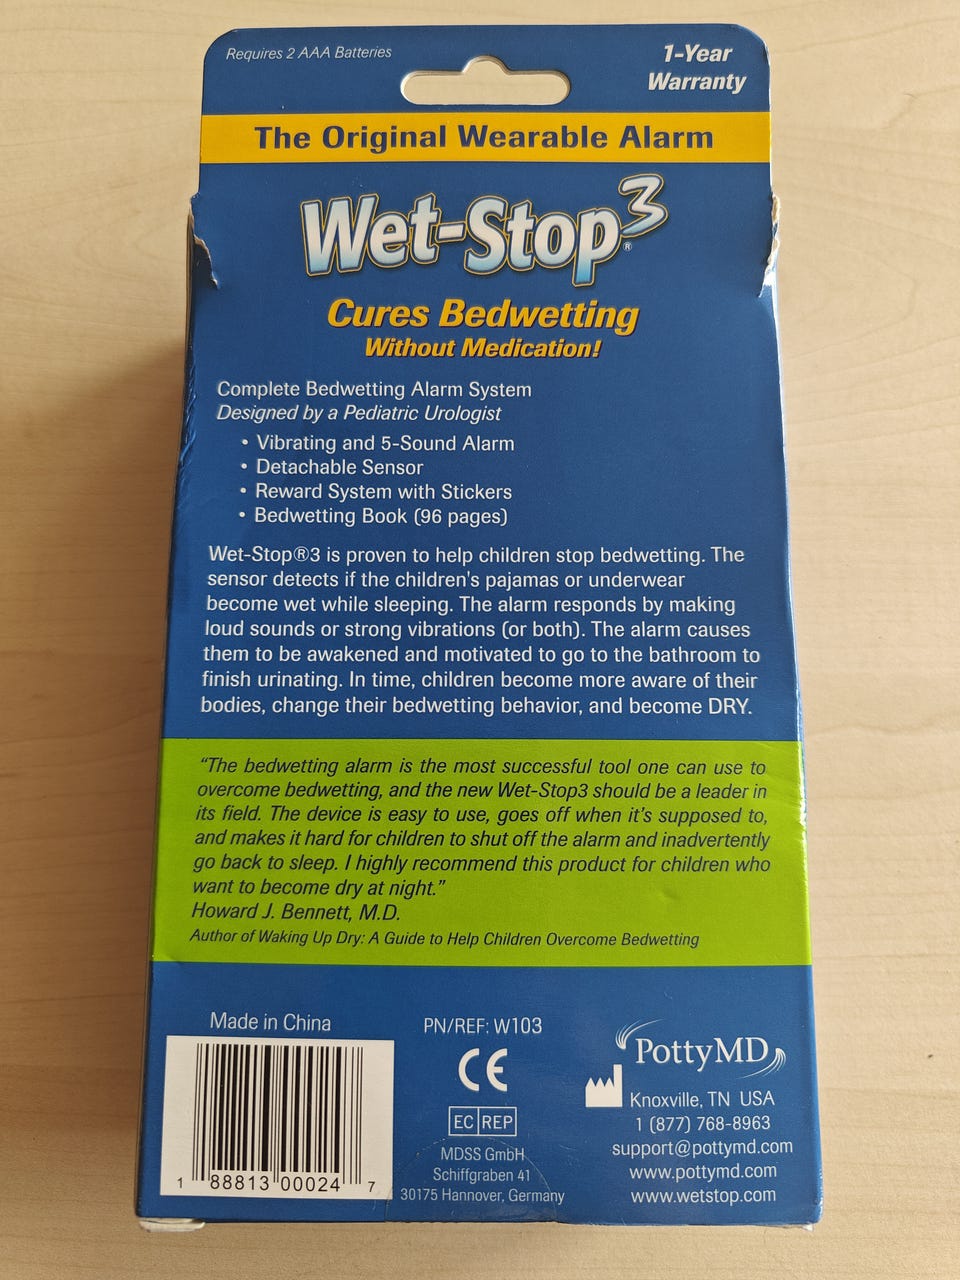 Requires 2 AAA Batteries
1-Year
Warranty
The Original Wearable Alarm
Wet-Stop3®
Cures Bedwetting
Without Medication!
Complete Bedwetting Alarm System
Designed by a Pediatric Urologist
• Vibrating and 5-Sound Alarm
• Detachable Sensor
• Reward System with Stickers
• Bedwetting Book (96 pages)
Wet-Stop®3 is proven to help children stop bedwetting. The
sensor detects if the children's pajamas or underwear
become wet while sleeping. The alarm responds by making
loud sounds or strong vibrations (or both). The alarm causes
them to be awakened and motivated to go to the bathroom to
finish urinating. In time, children become more aware of their
bodies, change their bedwetting behavior, and become DRY.
“The bedwetting alarm is the most successful tool one can use to
overcome bedwetting, and the new Wet-Stop3 should be a leader in
its field. The device is easy to use, goes off when it's supposed to,
and makes it hard for children to shut off the alarm and inadvertently
go back to sleep. I highly recommend this product for children who
want to become dry at night.”
Howard J. Bennett, M.D.
Author of Waking Up Dry: A Guide to Help Children Overcome Bedwetting
Made in China
1 88813 00024 7
PN/REF: W103
CE
EC REP
MDSS GmbH
Schiffgraben 41
30175 Hannover, Germany
PottyMD
Knoxville, TN USA
1 (877) 768-8963
support@pottymd.com
www.pottymd.com
www.wetstop.com